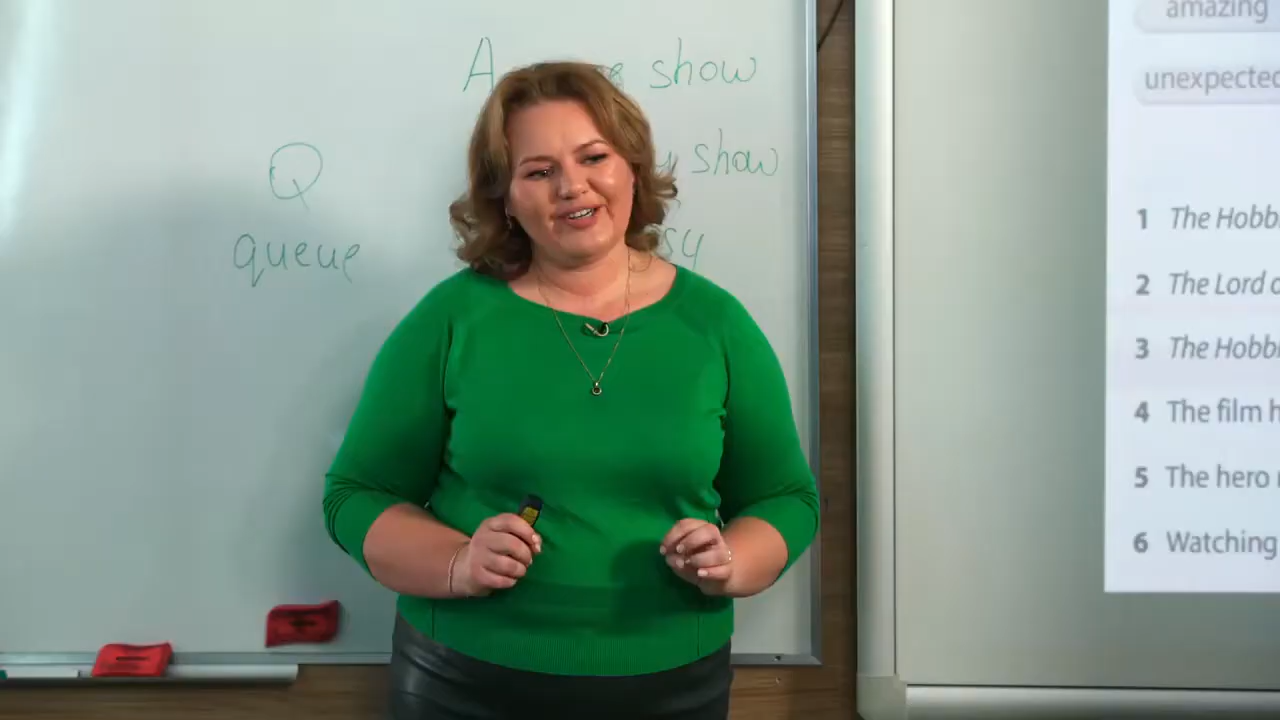 A show
show
Q
queue
amazing
unexpected
1 The Hobb
2 The Lord
3 The Hobb
4 The film
5 The hero
6 Watching